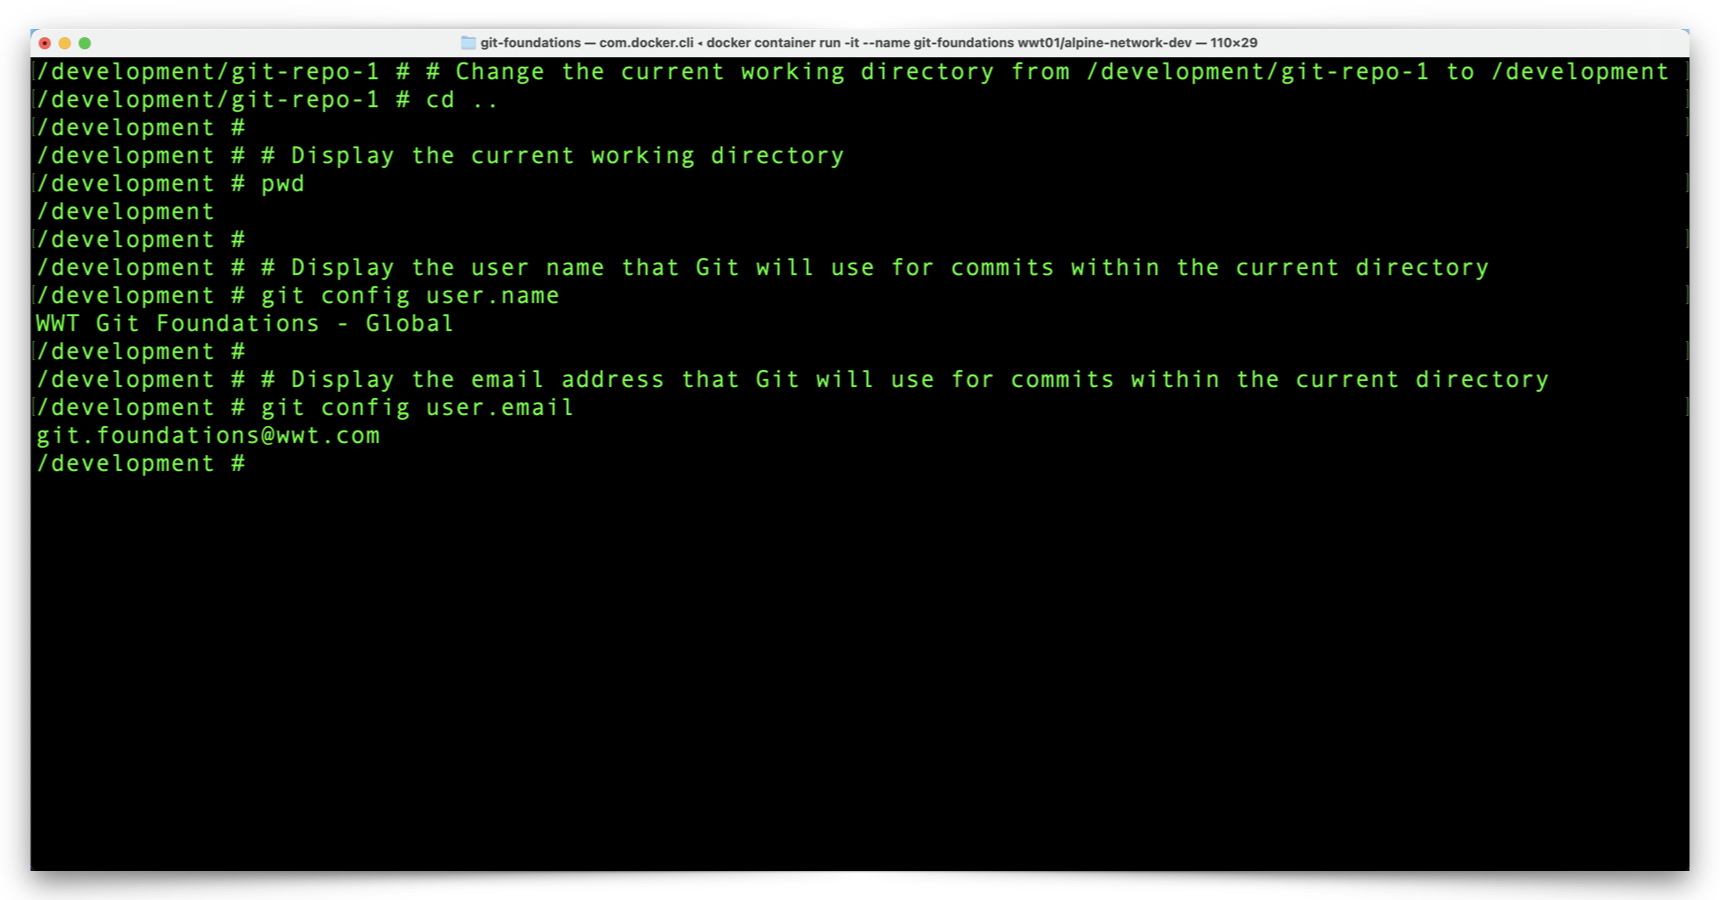 git-foundations — com.docker.cli ◂ docker container run -it --name git-foundations wwt01/alpine-network-dev — 110×29
/development/git-repo-1 # # Change the current working directory from /development/git-repo-1 to /development
/development/git-repo-1 # cd ..
/development #
/development # # Display the current working directory
/development # pwd
/development
/development #
/development # # Display the user name that Git will use for commits within the current directory
/development # git config user.name
WWT Git Foundations - Global
/development #
/development # # Display the email address that Git will use for commits within the current directory
/development # git config user.email
git.foundations@wwt.com
/development #